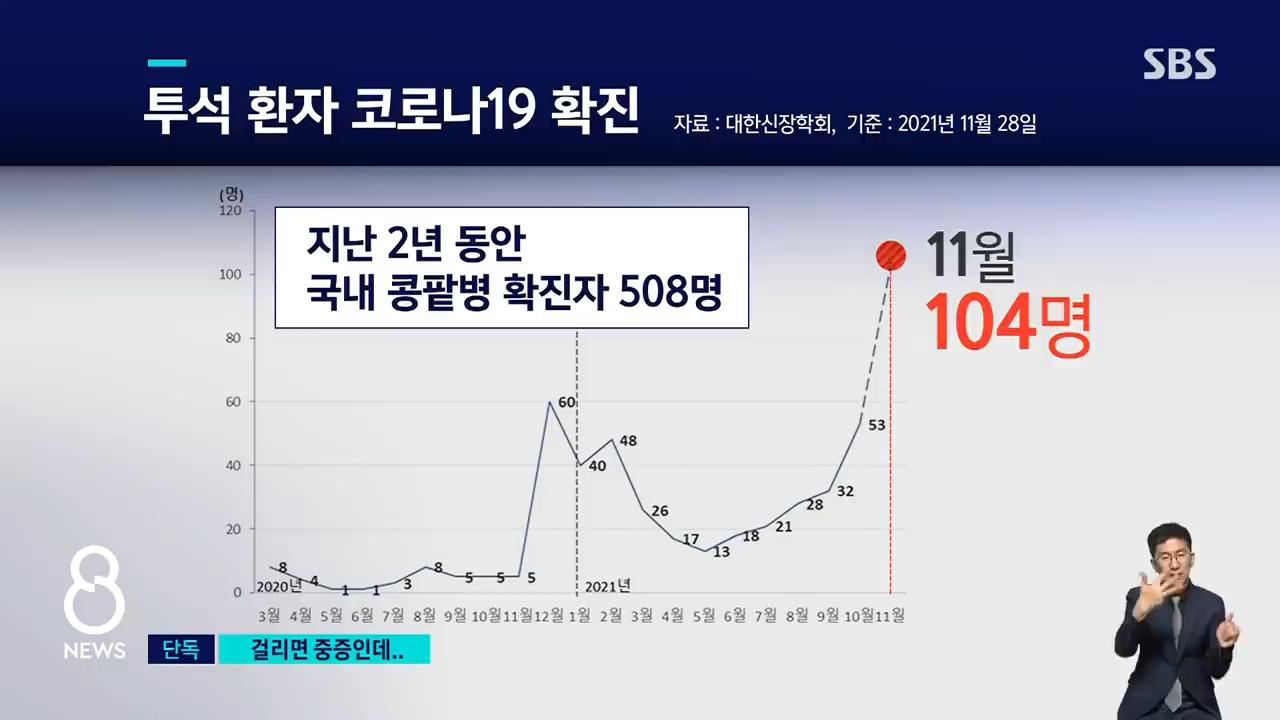 SBS
투석 환자 코로나19 확진
자료 : 대한신장학회, 기준 : 2021년 11월 28일
(명)
120
100
80
60
40
20
0
지난 2년 동안
국내 콩팥병 확진자 508명
11월
104명
8
4
1
1
3
8
5
5
5
60
40
48
26
17
13
18
21
28
32
53
2020년
2021년
3월 4월 5월 6월 7월 8월 9월 10월 11월 12월 1월 2월 3월 4월 5월 6월 7월 8월 9월 10월 11월
8
NEWS
단독
걸리면 중증인데..